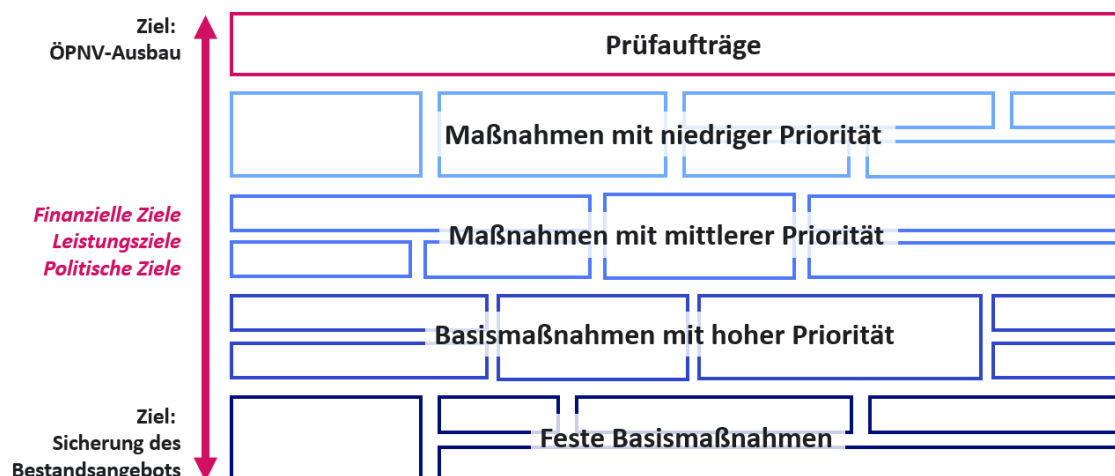 Ziel:
ÖPNV-Ausbau
Prüfaufträge
Maßnahmen mit niedriger Priorität
Finanzielle Ziele
Leistungsziele
Politische Ziele
Maßnahmen mit mittlerer Priorität
Basismaßnahmen mit hoher Priorität
Ziel:
Sicherung des
Bestandsangebots
Feste Basismaßnahmen